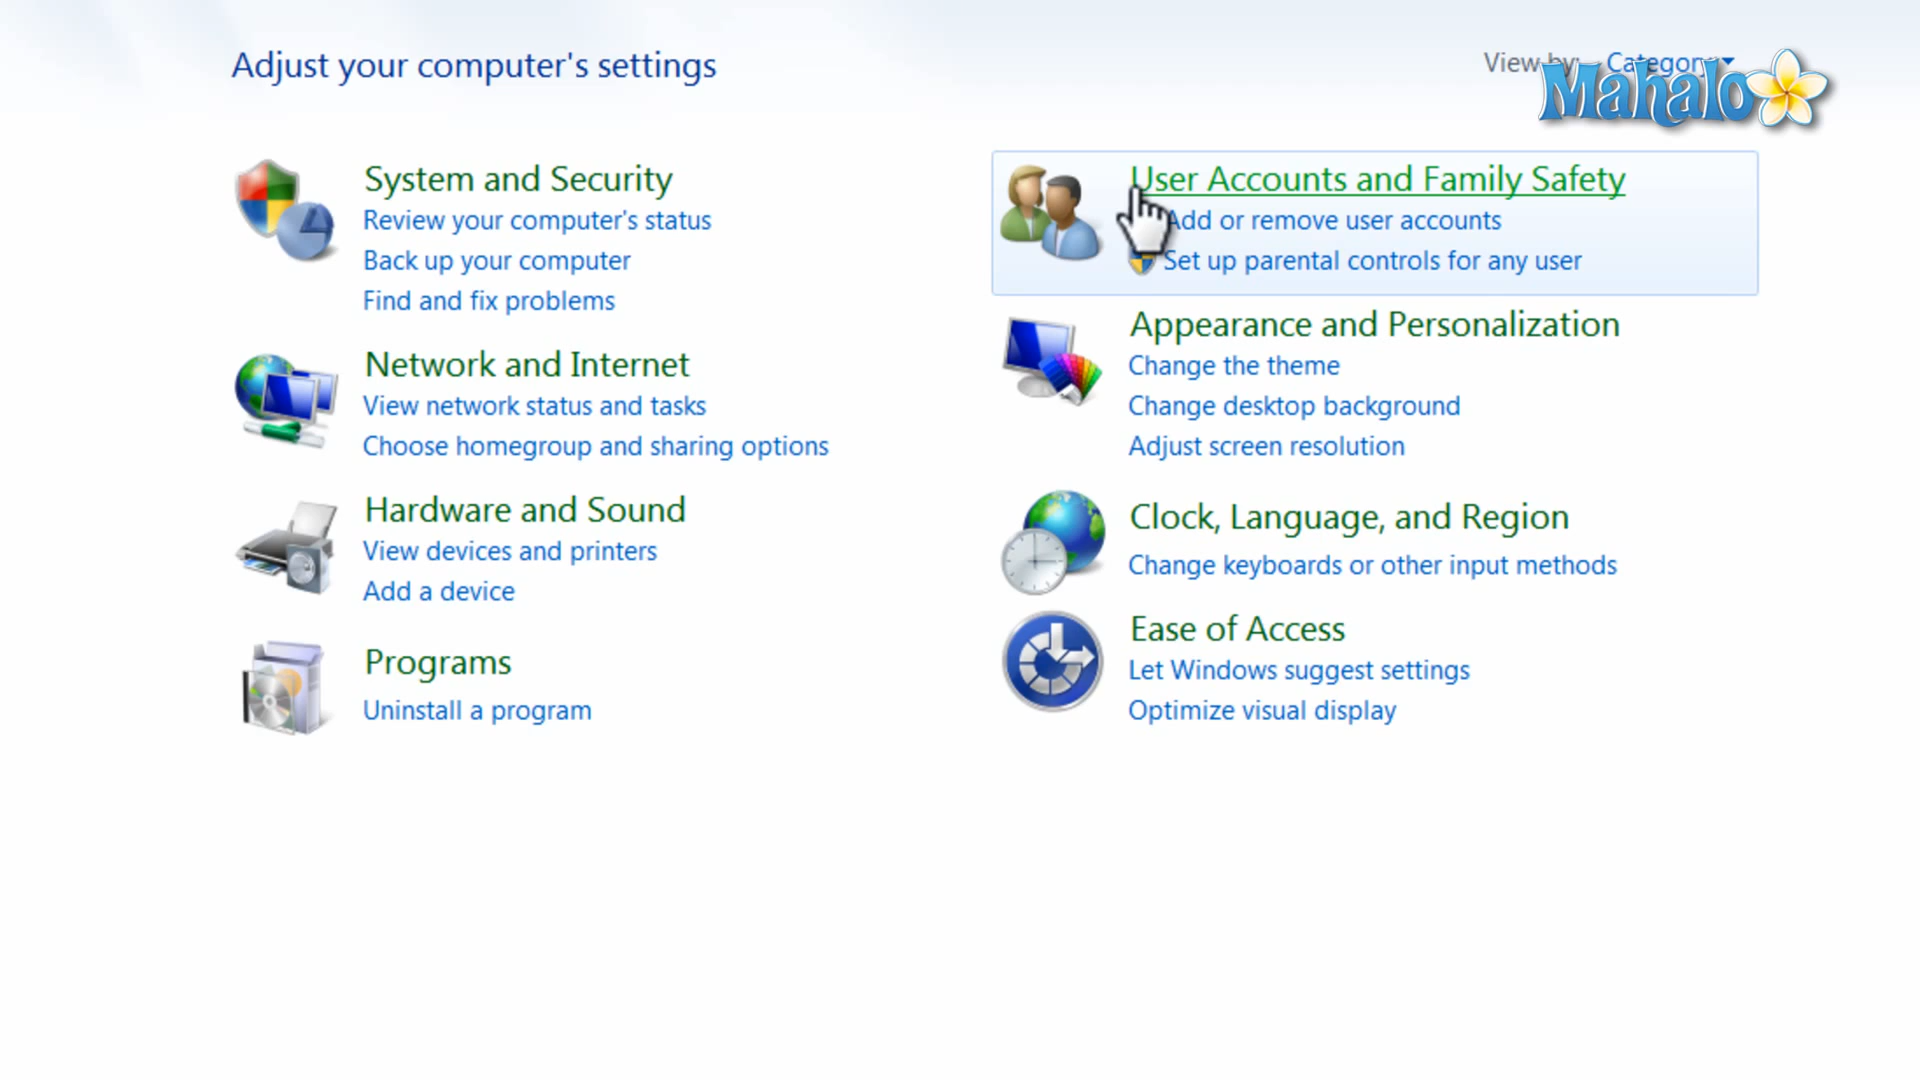 Adjust your computer's settings
View by: Category
Mahalo
System and Security
Review your computer's status
Back up your computer
Find and fix problems
Network and Internet
View network status and tasks
Choose homegroup and sharing options
Hardware and Sound
View devices and printers
Add a device
Programs
Uninstall a program
User Accounts and Family Safety
Add or remove user accounts
Set up parental controls for any user
Appearance and Personalization
Change the theme
Change desktop background
Adjust screen resolution
Clock, Language, and Region
Change keyboards or other input methods
Ease of Access
Let Windows suggest settings
Optimize visual display